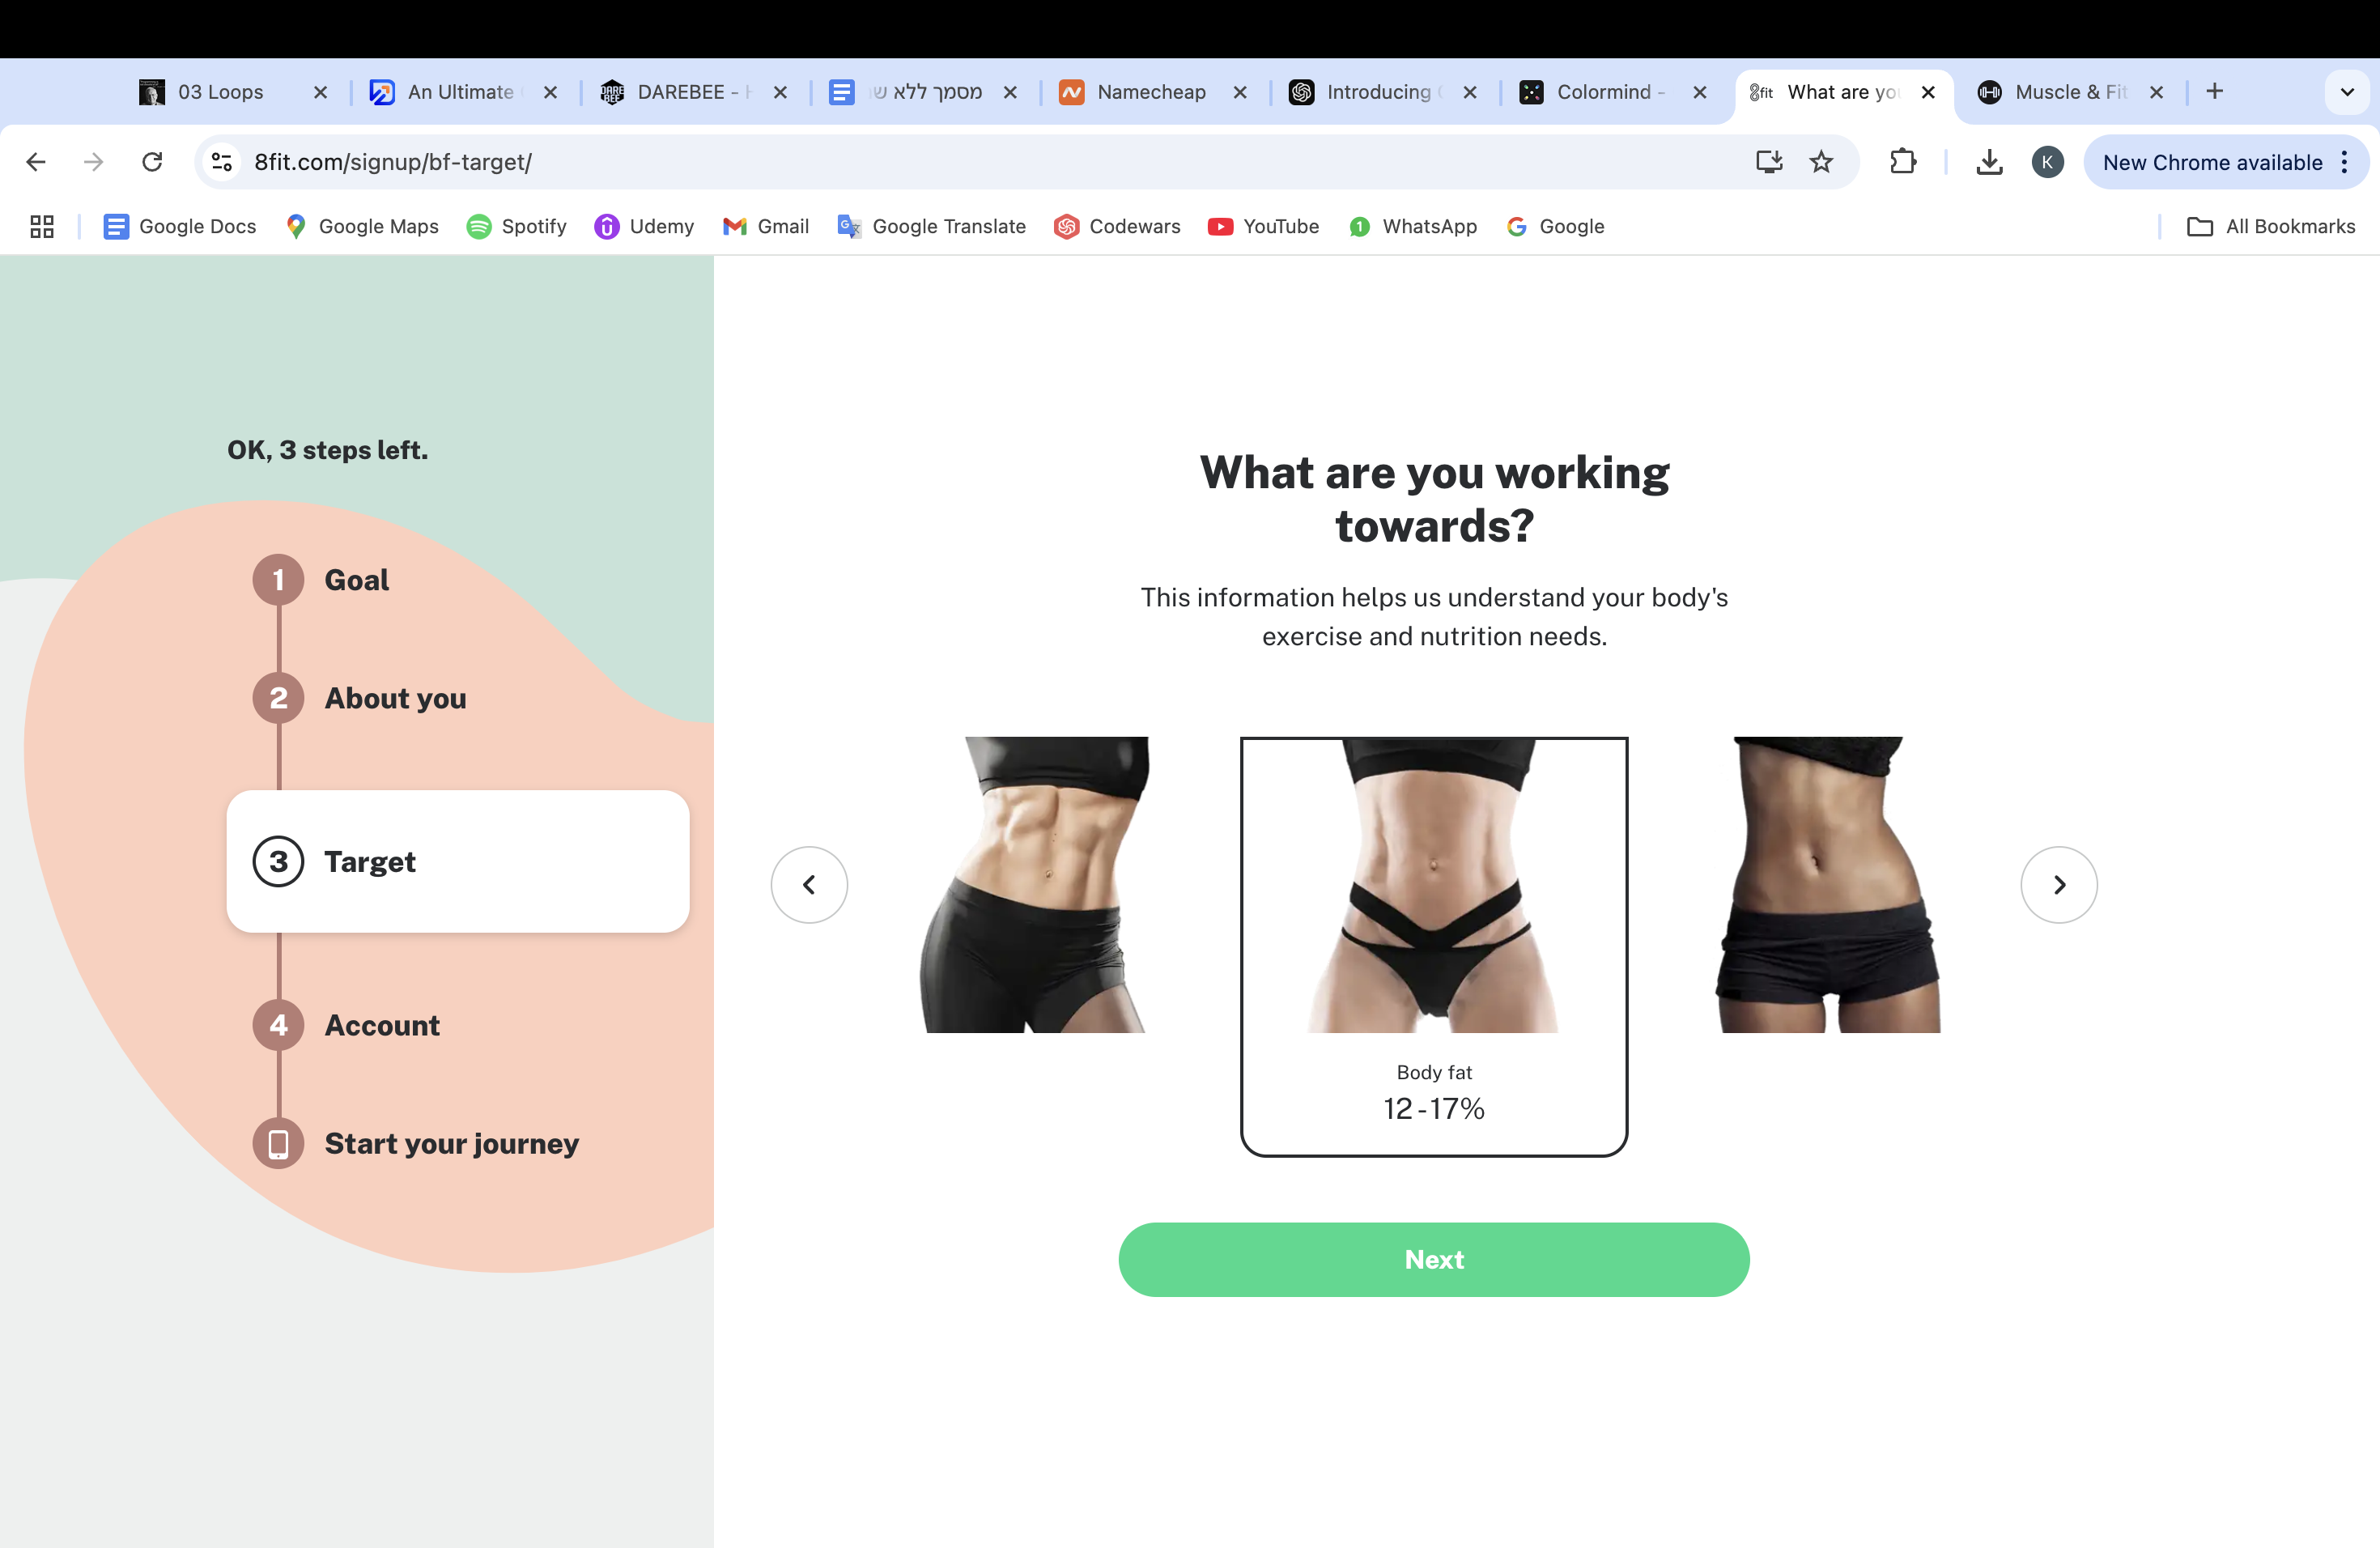 03 Loops
An Ultimate
DAREBEE -
מסמך ללא
Namecheap
Introducing
Colormind -
8fit
What are
Muscle &
8fit.com/signup/bf-target/
K
New Chrome available
Google Docs
Google Maps
Spotify
Udemy
Gmail
Google Translate
Codewars
YouTube
1
WhatsApp
Google
All Bookmarks
OK, 3 steps left.
1 Goal
2 About you
3 Target
4 Account
Start your journey
What are you working
towards?
This information helps us understand your body's
exercise and nutrition needs.
Body fat
12 - 17%
Next